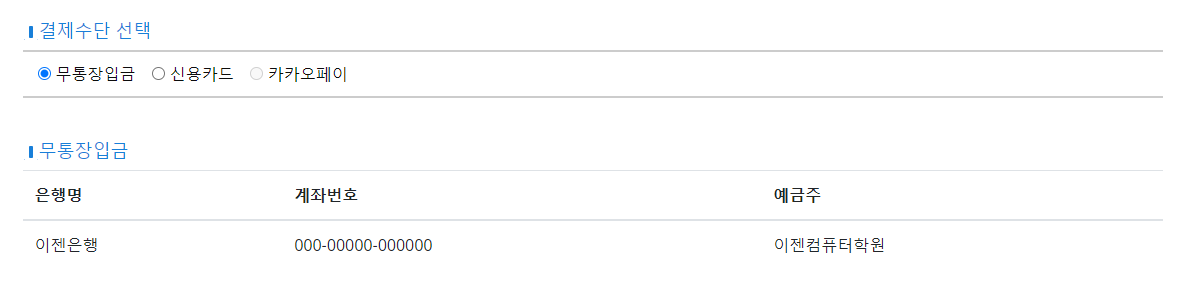 결제수단 선택
무통장입금 신용카드 카카오페이
무통장입금
은행명 계좌번호 예금주
이젠은행 000-00000-000000 이젠컴퓨터학원